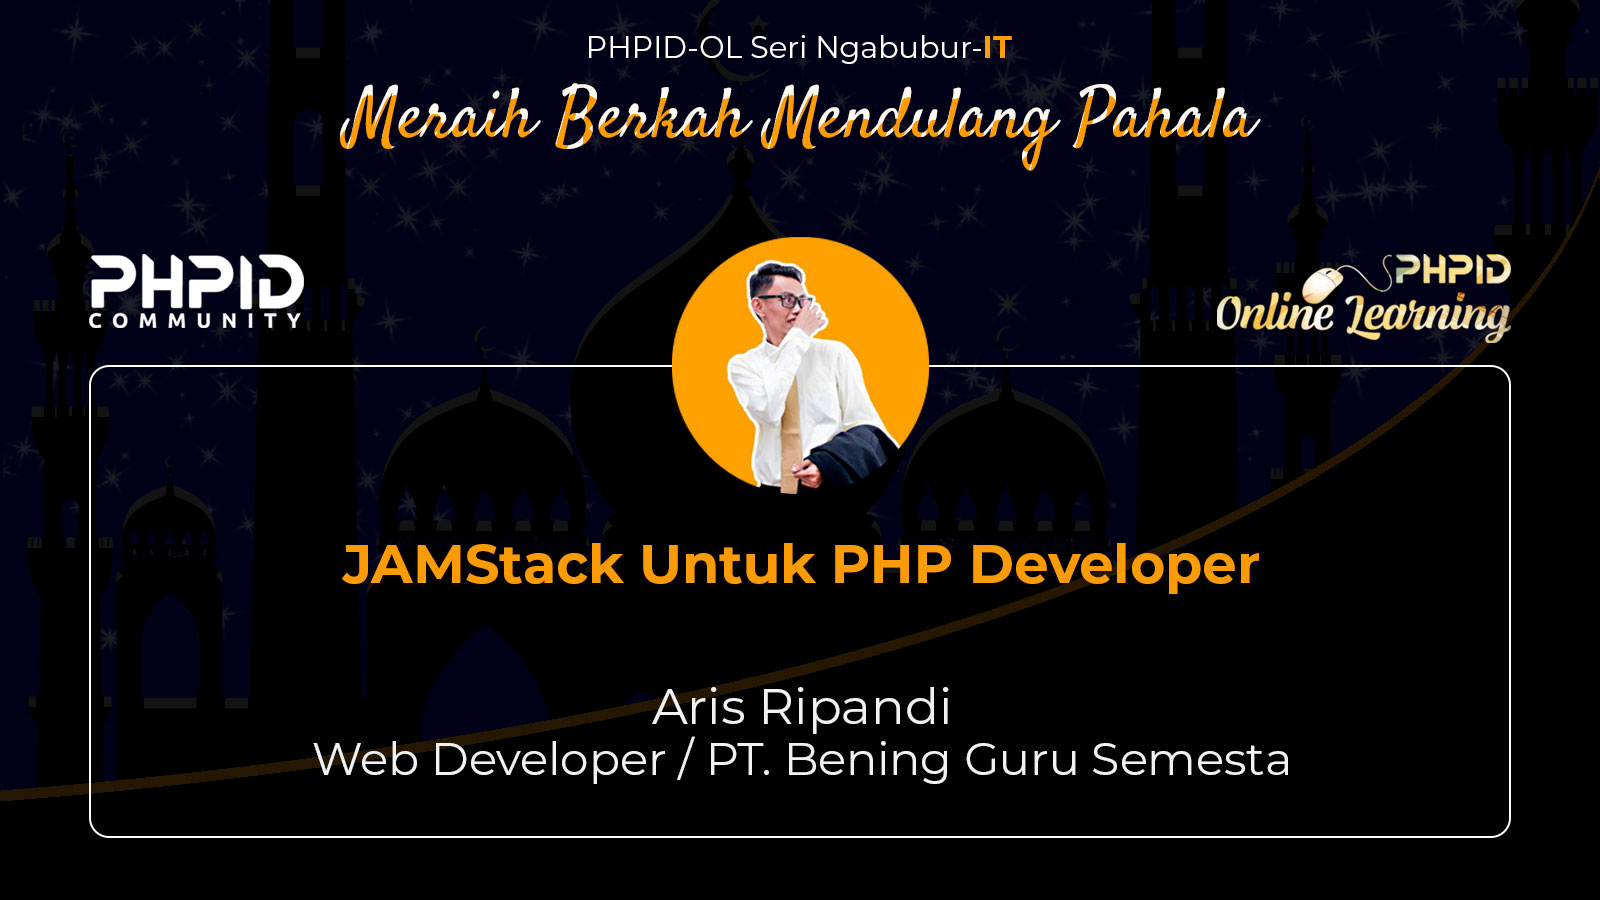 PHPID-OL Seri Ngabubur-IT
Meraih Berkah Mendulang Pahala
PHPID
COMMUNITY
PHPID
Online Learning
JAMStack Untuk PHP Developer
Aris Ripandi
Web Developer / PT. Bening Guru Semesta